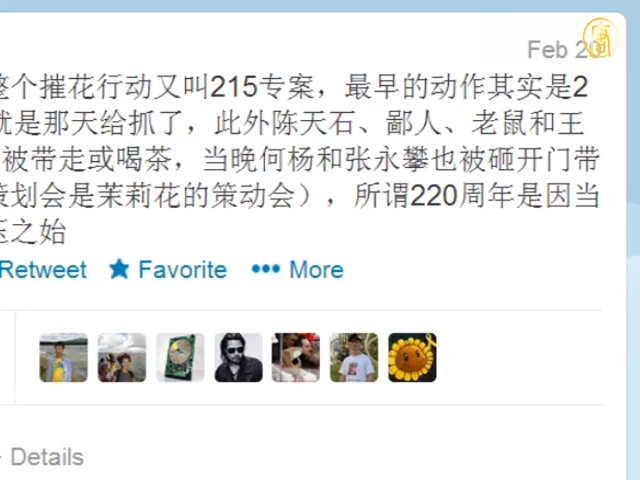 Feb 20
整个摧花行动又叫215专案，最早的动作其实是2
就是那天给抓了，此外陈天石、鄙人、老鼠和王
被带走或喝茶，当晚何杨和张永攀也被砸开门带
策划会是茉莉花的策动会），所谓220周年是因当
压之始
Retweet ★ Favorite ••• More
Details